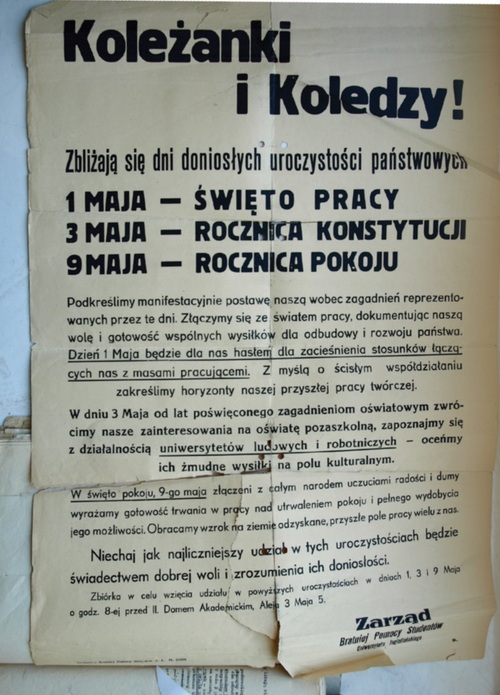 Koleżanki
i Koledzy!
Zbliżają się dni doniosłych uroczystości państwowych
1 MAJA — ŚWIĘTO PRACY
3 MAJA — ROCZNICA KONSTYTUCJI
9 MAJA — ROCZNICA POKOJU
Podkreślimy manifestacyjnie postawę naszą wobec zagadnień reprezento-
wanych przez te dni. Złączymy się ze światem pracy, dokumentując naszą
wolę i gotowość wspólnych wysiłków dla odbudowy i rozwoju państwa.
Dzień 1 Maja będzie dla nas hasłem dla zacieśnienia stosunków łączą-
cych nas z masami pracującemi. Z myślą o ścisłym współdziałaniu
zakreślimy horyzonty naszej przyszłej pracy twórczej.
W dniu 3 Maja od lat poświęconego zagadnieniom oświatowym zwró-
cimy nasze zainteresowania na oświatę pozaszkolną, zapoznajmy się
z działalnością uniwersytetów ludowych i robotniczych — oceńmy
ich żmudne wysiłki na polu kulturalnym.
W święto pokoju, 9-go maja złączeni z całym narodem uczuciami radości i dumy
wyrażamy gotowość trwania w pracy nad utrwaleniem pokoju i pełnego wydobycia
jego możliwości. Obracamy wzrok na ziemie odzyskane, przyszłe pole pracy wielu z nas.
Niechaj jak najliczniejszy udział w tych uroczystościach będzie
świadectwem dobrej woli i zrozumienia ich doniosłości.
Zbiórka w celu wzięcia udziału w powyższych uroczystościach w dniach 1, 3 i 9 Maja
o godz. 8-ej przed II. Domem Akademickim, Aleja 3 Maja 5.
Zarząd
Bratniej Pomocy Studentów
Uniwersytetu Jagiellońskiego